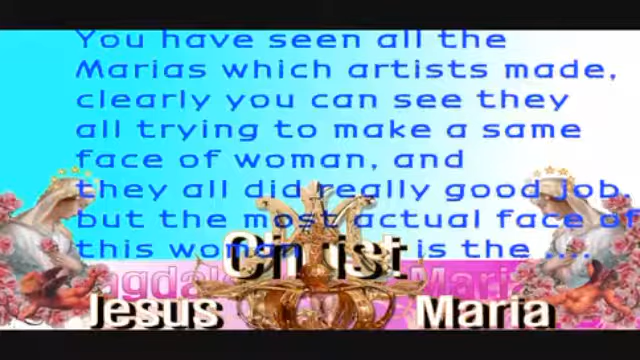 You have seen all the
Marias which artists made,
clearly you can see they
all trying to make a same
face of woman, and
they all did really good job.
but the most actual face of
this woman is the ....
Christ
Maria
Jesus Maria